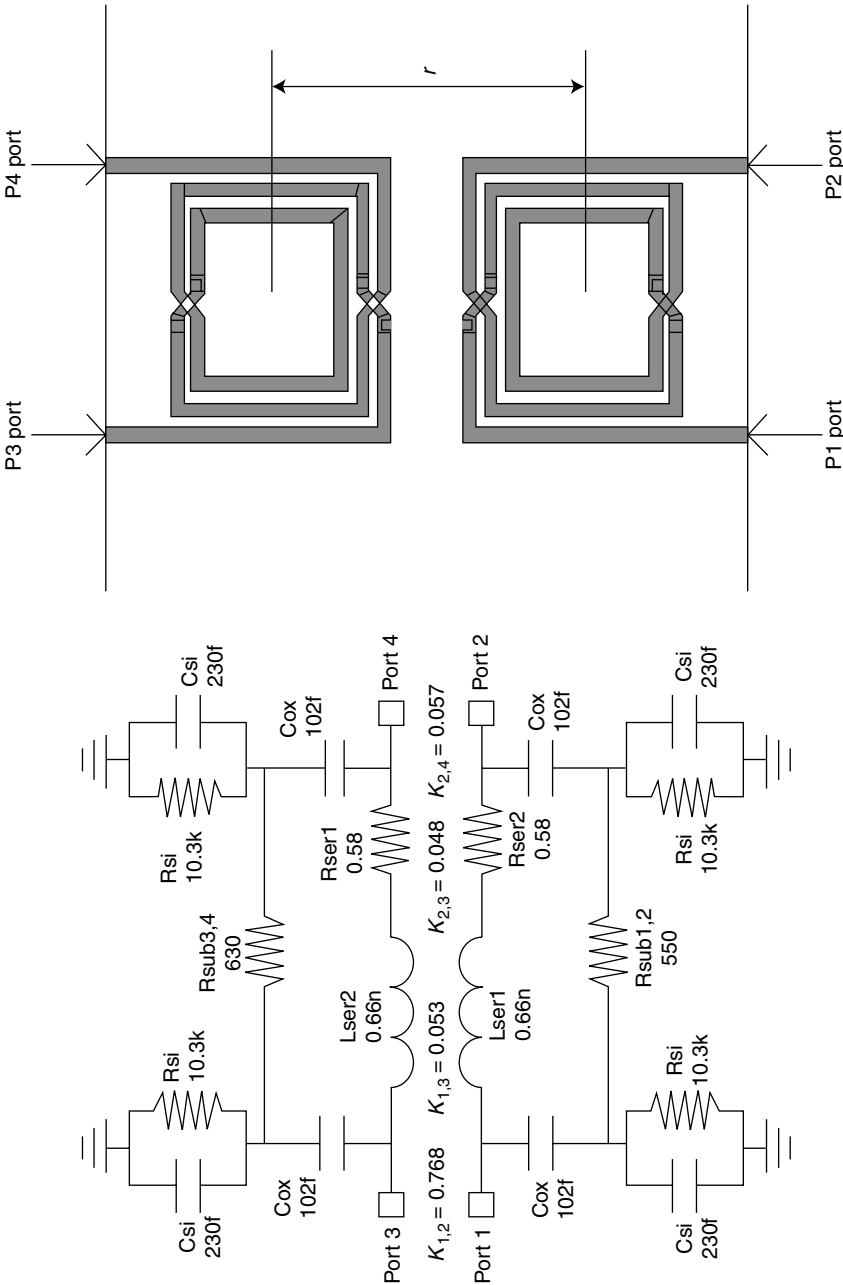 P3 port
P4 port
r
P1 port
P2 port
Csi
230f
Rsi
10.3k
Rsub3,4
630
Rsi
10.3k
Csi
230f
Cox
102f
Cox
102f
Port 3
Lser2
0.66n
Rser1
0.58
Port 4
K1,2 = 0.768
K1,3 = 0.053
K2,3 = 0.048
K2,4 = 0.057
Port 1
Lser1
0.66n
Rser2
0.58
Port 2
Cox
102f
Cox
102f
Csi
230f
Rsi
10.3k
Rsub1,2
550
Rsi
10.3k
Csi
230f